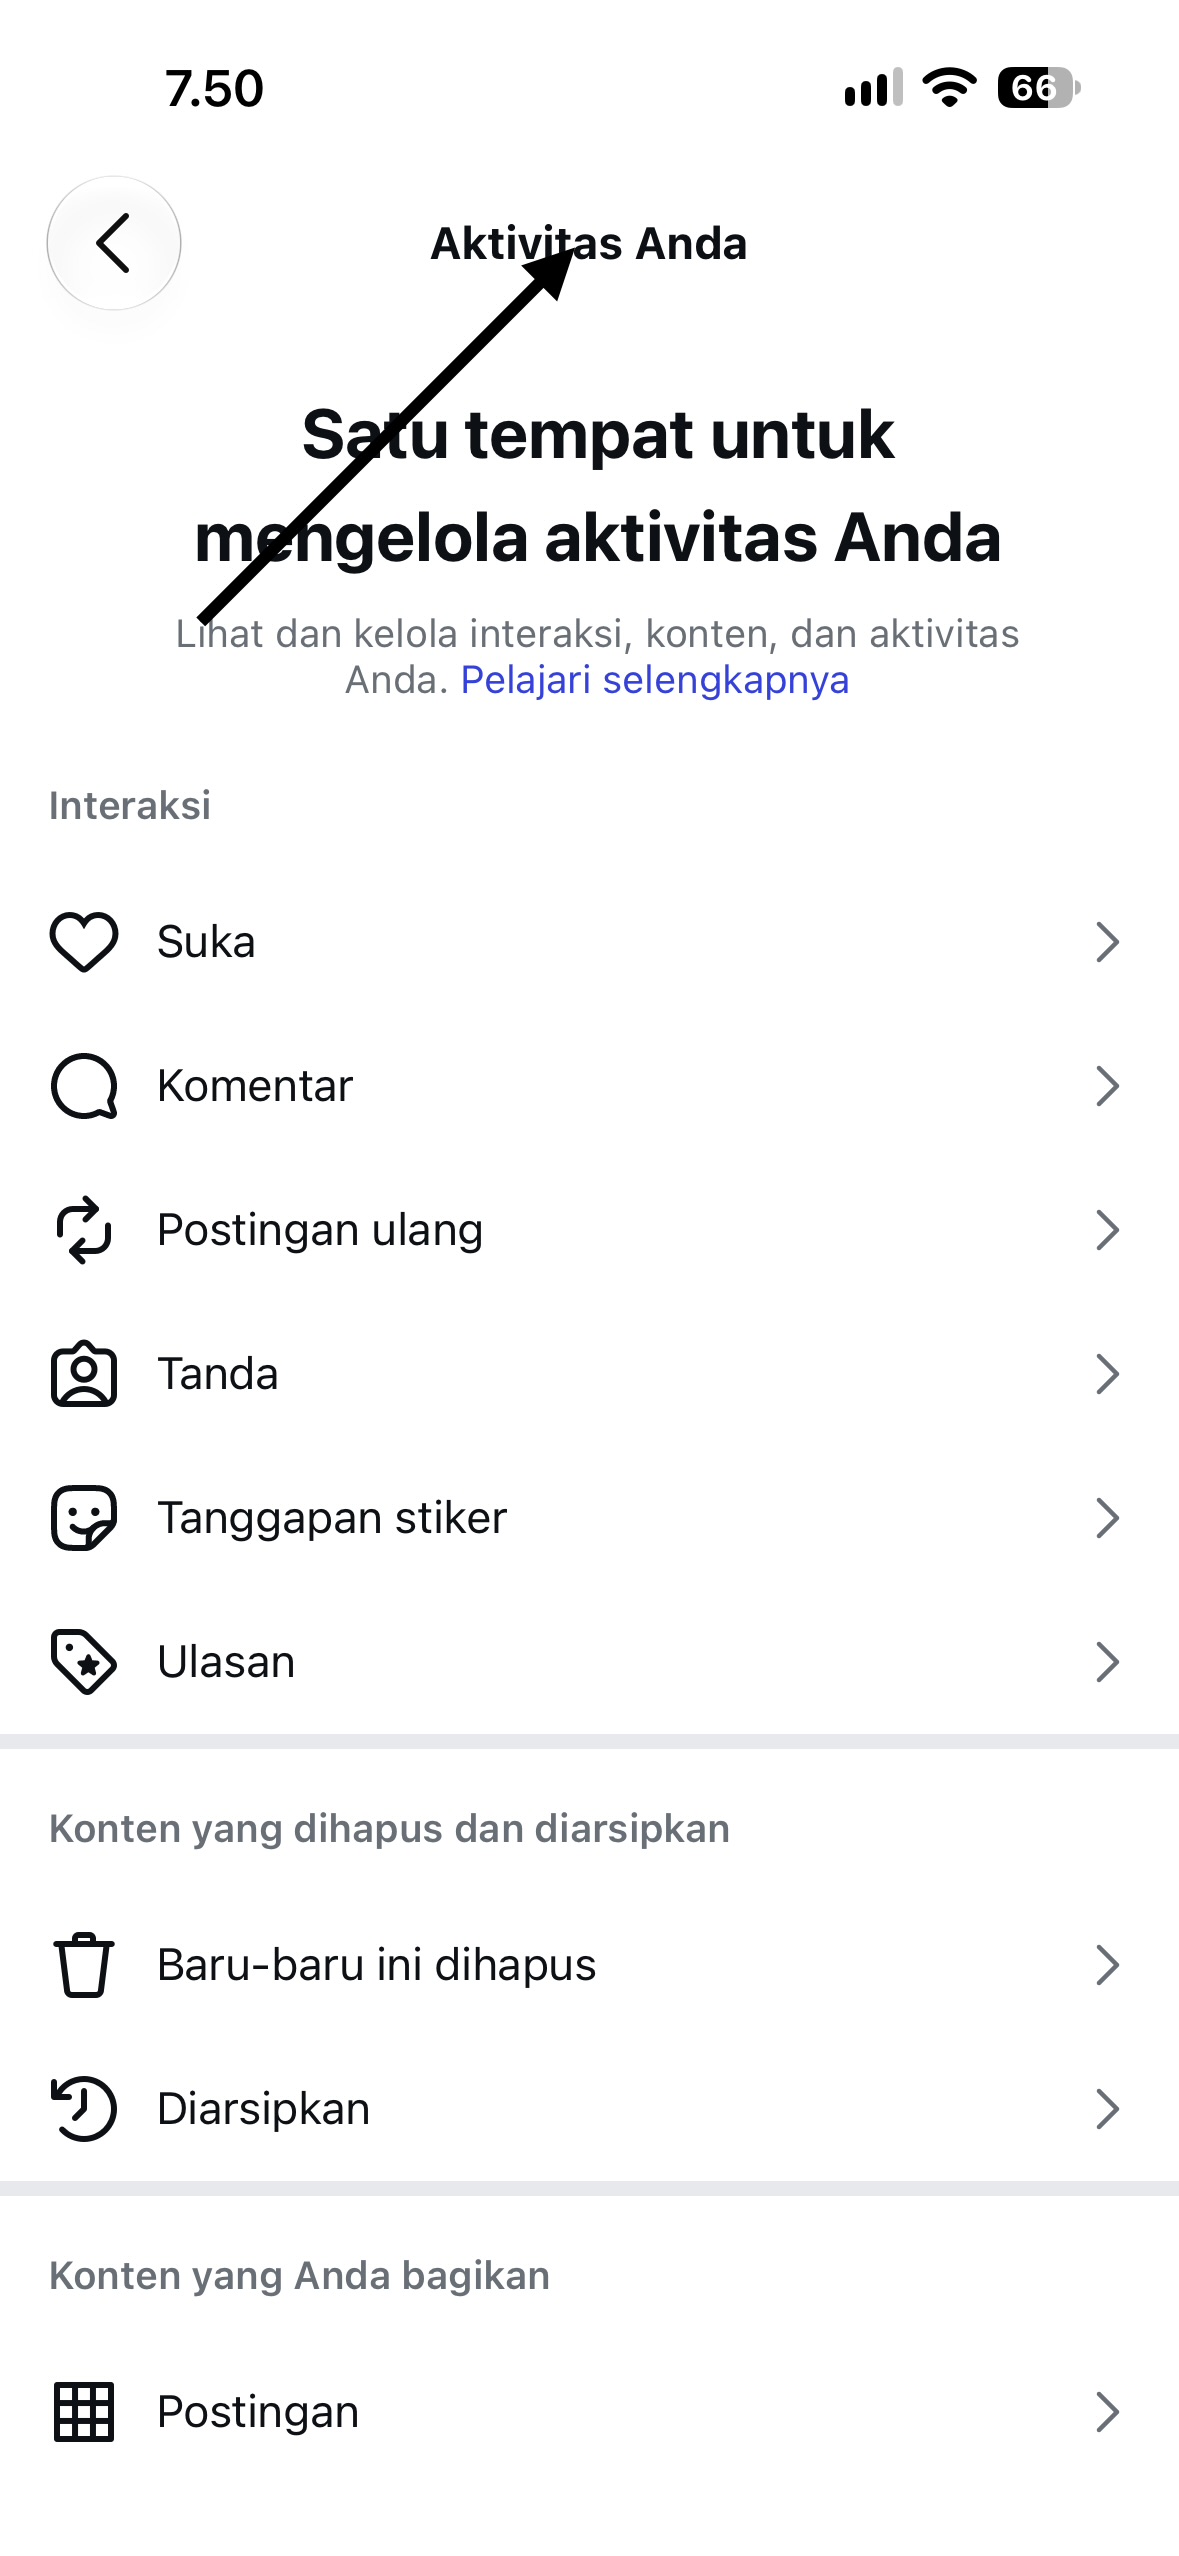 7.50
66
Aktivitas Anda
Satu tempat untuk
mengelola aktivitas Anda
Lihat dan kelola interaksi, konten, dan aktivitas
Anda. Pelajari selengkapnya
Interaksi
Suka
Komentar
Postingan ulang
Tanda
Tanggapan stiker
Ulasan
Konten yang dihapus dan diarsipkan
Baru-baru ini dihapus
Diarsipkan
Konten yang Anda bagikan
Postingan